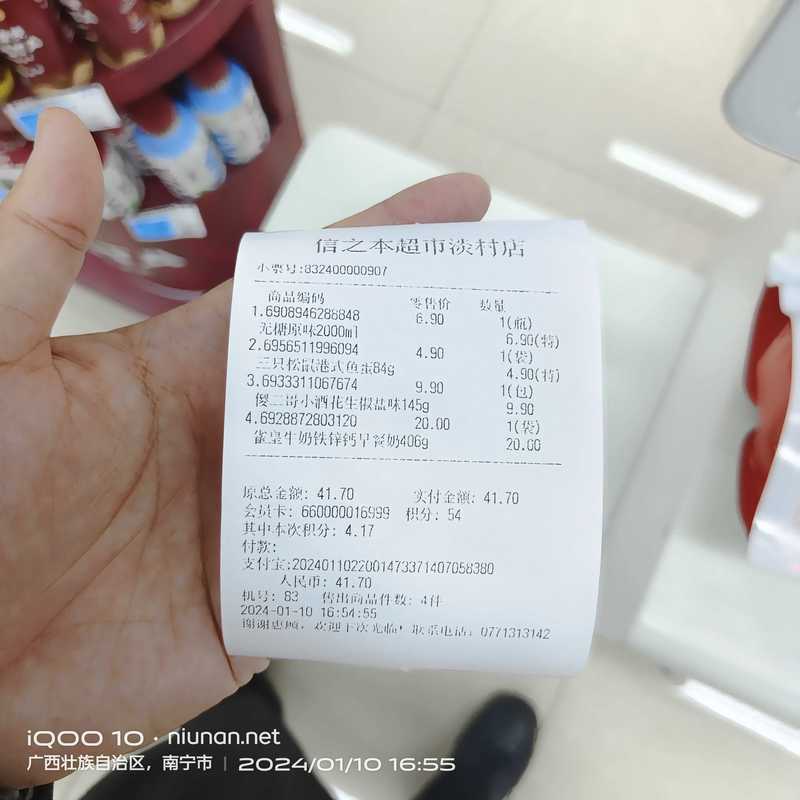 信之本超市淡村店
小票号:832400000907
商品编码 零售价 数量
1.6908946288848 6.90 1(瓶)
无糖原味2000ml 6.90(特)
2.6956511996094 4.90 1(袋)
三只松鼠港式鱼蛋84g 4.90(特)
3.6933311067674 9.90 1(包)
傻二哥小酒花生椒盐味145g 9.90
4.6928872803120 20.00 1(袋)
雀皇牛奶铁锌钙早餐奶406g 20.00
原总金额: 41.70 实付金额: 41.70
会员卡: 660000016999 积分: 54
其中本次积分: 4.17
付款:
支付宝:2024011022001473371407058380
人民币: 41.70
机号: 83 售出商品件数: 4件
2024-01-10 16:54:55
谢谢惠顾, 欢迎下次光临! 联系电话: 0771313142
iQOO 10 · niunan.net
广西壮族自治区, 南宁市 | 2024/01/10 16:55